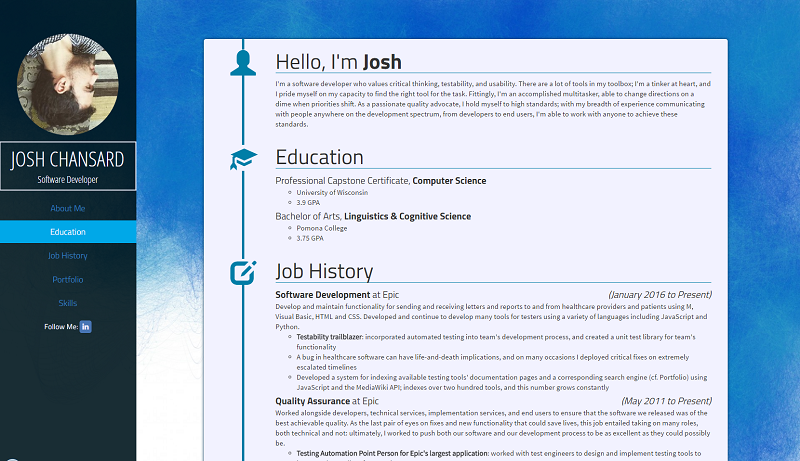 JOSH CHANSARD
Software Developer
About Me
Education
Job History
Portfolio
Skills
Follow Me: in
Hello, I'm Josh
I'm a software developer who values critical thinking, testability, and usability. There are a lot of tools in my toolbox; I'm a tinker at heart, and
I pride myself on my capacity to find the right tool for the task. Fittingly, I'm an accomplished multitasker, able to change directions on a
dime when priorities shift. As a passionate quality advocate, I hold myself to high standards; with my breadth of experience communicating
with people anywhere on the development spectrum, from developers to end users, I'm able to work with anyone to achieve these
standards.
Education
Professional Capstone Certificate, Computer Science
University of Wisconsin
3.9 GPA
Bachelor of Arts, Linguistics & Cognitive Science
Pomona College
3.75 GPA
Job History
Software Development at Epic (January 2016 to Present)
Develop and maintain functionality for sending and receiving letters and reports to and from healthcare providers and patients using M,
Visual Basic, HTML and CSS. Developed and continue to develop many tools for testers using a variety of languages including JavaScript and
Python.
Testability trailblazer: incorporated automated testing into team's development process, and created a unit test library for team's
functionality
A bug in healthcare software can have life-and-death implications, and on many occasions I deployed critical fixes on extremely
escalated timelines
Developed a system for indexing available testing tools' documentation pages and a corresponding search engine (cf. Portfolio) using
JavaScript and the MediaWiki API; indexes over two hundred tools, and this number grows constantly
Quality Assurance at Epic (May 2011 to Present)
Worked alongside developers, technical services, implementation services, and end users to ensure that the software we released was of the
best achievable quality. As the last pair of eyes on fixes and new functionality that could save lives, this job entailed taking on many roles,
both technical and not: ultimately, I worked to push both our software and our development process to be as excellent as they could possibly
be.
Testing Automation Point Person for Epic's largest application: worked with test engineers to design and implement testing tools to